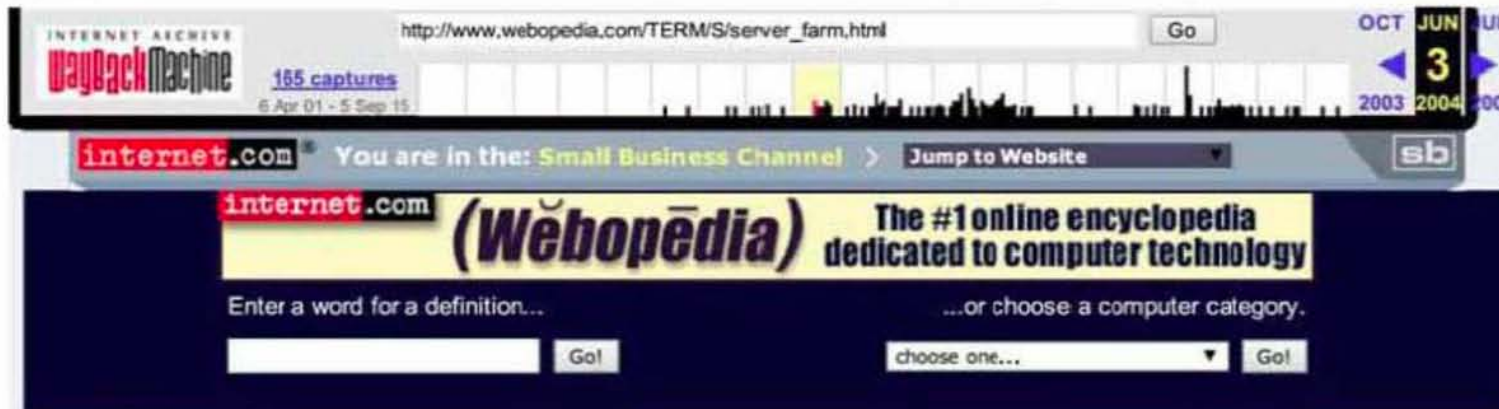 INTERNET ARCHIVE
WayBackMachine
http://www.webopedia.com/TERM/S/server_farm.html Go
165 captures
6 Apr 01 - 5 Sep 15
OCT JUN
3
2003 2004
internet.com® You are in the: Small Business Channel > Jump to Website sb
internet.com
(Wĕbopēdia) The #1 online encyclopedia
dedicated to computer technology
Enter a word for a definition... ...or choose a computer category.
Go! choose one... Go!